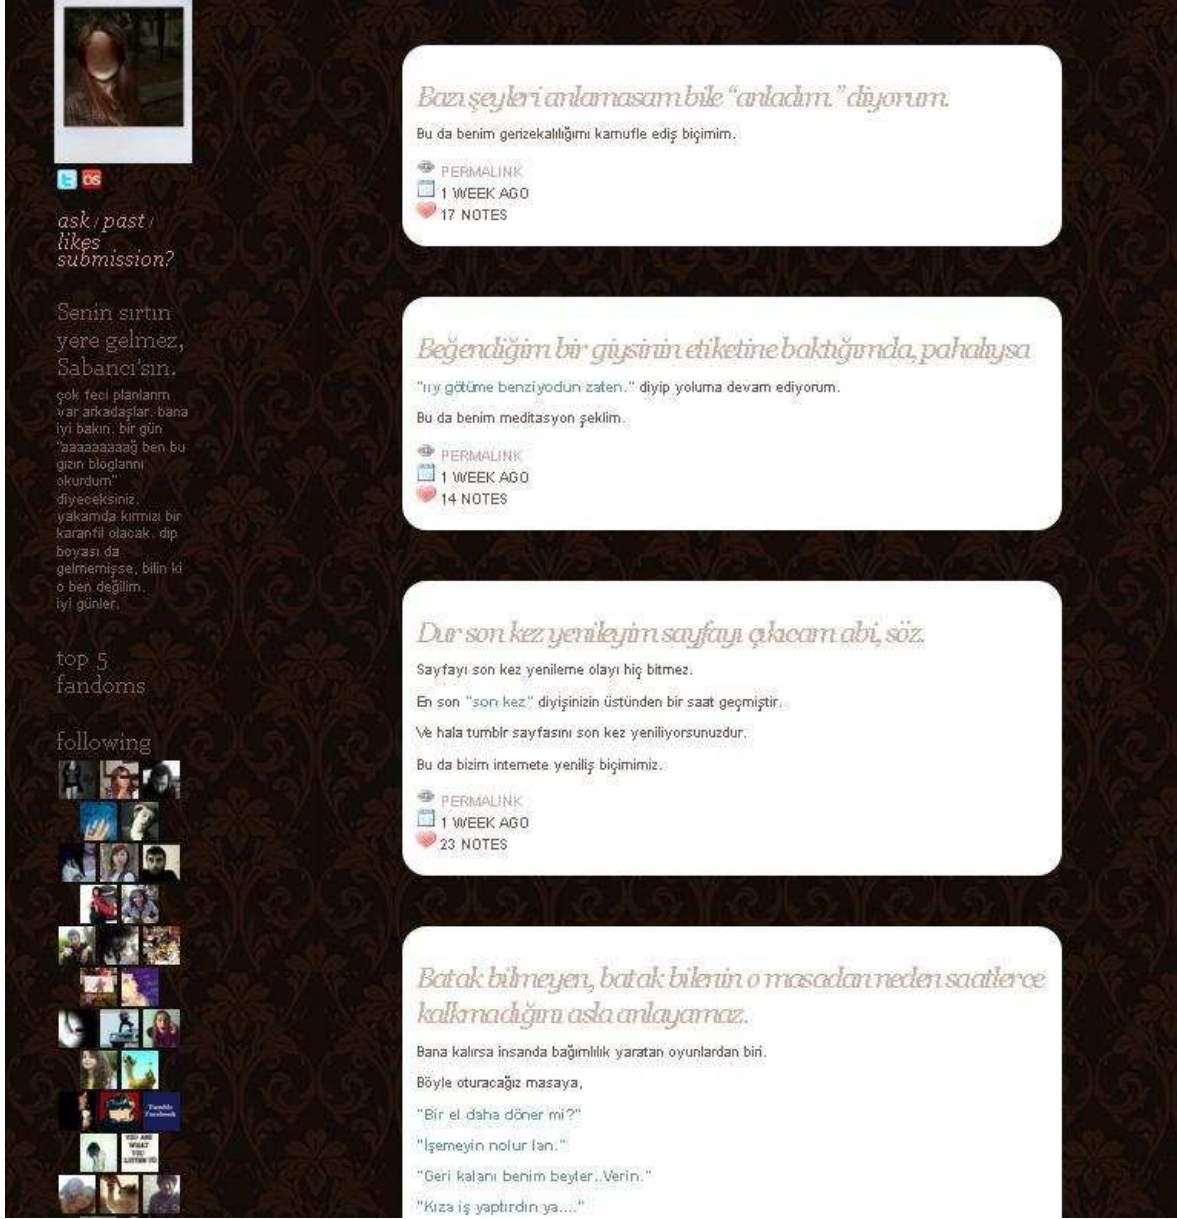 ask / past /
likes
submission?
Senin sırtın
yere gelmez,
Sabancı'sın.
çok feci planlarım
var arkadaşlar. bana
iyi bakın. bir gün
"aaaaaaaaağ ben bu
gızın bloglarını
okurdum"
diyeceksiniz.
yakamda kırmızı bir
karanfil olacak. dip
boyası da
gelmemişse, bilin ki
o ben değilim.
iyi günler.
top 5
fandoms
following
Bazı şeyleri anlamasam bile “anladım.” diyorum.
Bu da benim gerizekalılığımı kamufle ediş biçimim.
PERMALINK
1 WEEK AGO
17 NOTES
Beğendiğim bir giysinin etiketine baktığımda, pahalıysa
"ııy götüme benziyodun zaten." diyip yoluma devam ediyorum.
Bu da benim meditasyon şeklim.
PERMALINK
1 WEEK AGO
14 NOTES
Dur son kez yenileyim sayfayı çıkıcam abi, söz.
Sayfayı son kez yenileme olayı hiç bitmez.
En son "son kez" diyişinizin üstünden bir saat geçmiştir.
Ve hala tumblr sayfasını son kez yeniliyorsunuzdur.
Bu da bizim internete yeniliş biçimimiz.
PERMALINK
1 WEEK AGO
23 NOTES
Batak bilmeyen, batak bilenin o masadan neden saatlerce
kalkmadığını asla anlayamaz.
Bana kalırsa insanda bağımlılık yaratan oyunlardan biri.
Böyle oturacağız masaya,
"Bir el daha döner mi?"
"İşemeyin nolur lan."
"Geri kalanı benim beyler..Verin."
"Kıza iş yaptırdın ya...."